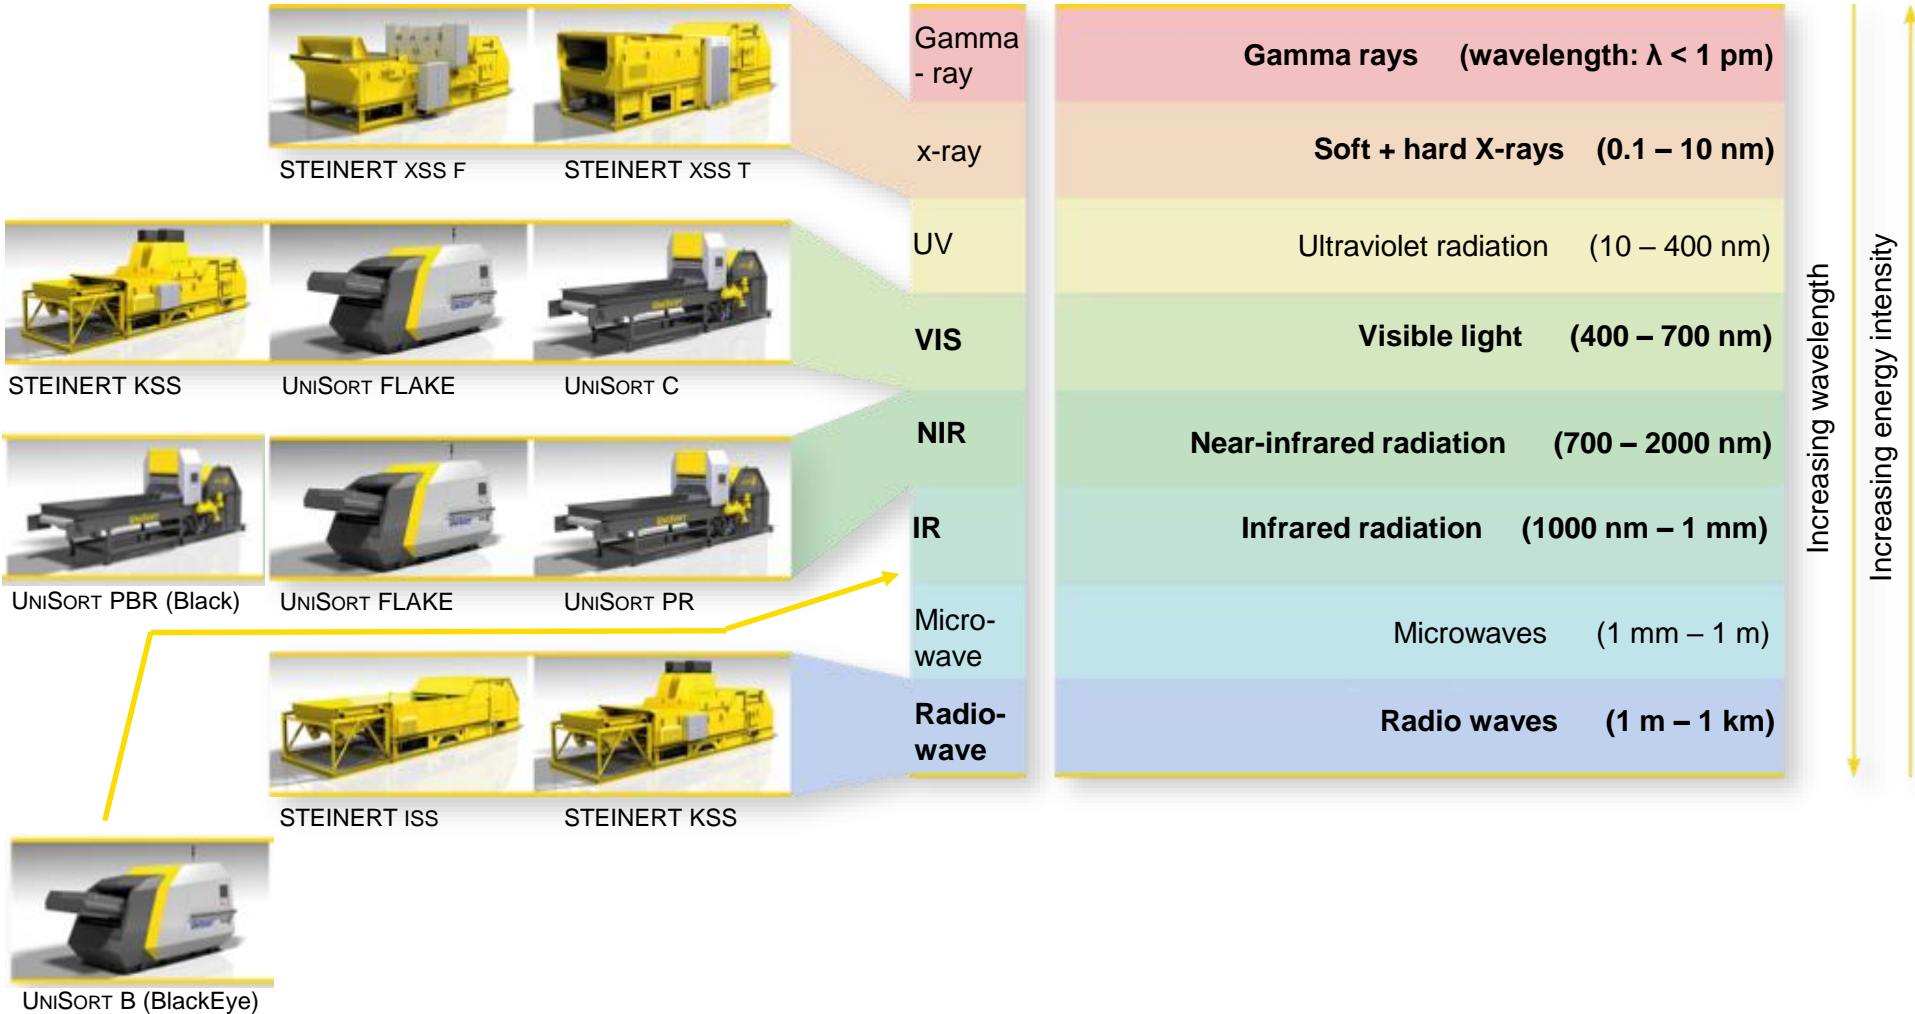 Gamma
- ray
Gamma rays (wavelength: λ < 1 pm)
x-ray
Soft + hard X-rays (0.1 – 10 nm)
STEINERT XSS F
STEINERT XSS T
UV
Ultraviolet radiation (10 – 400 nm)
VIS
Visible light (400 – 700 nm)
STEINERT KSS
UNISORT FLAKE
UNISORT C
NIR
Near-infrared radiation (700 – 2000 nm)
IR
Infrared radiation (1000 nm – 1 mm)
UNISORT PBR (Black)
UNISORT FLAKE
UNISORT PR
Micro-
wave
Microwaves (1 mm – 1 m)
Radio-
wave
Radio waves (1 m – 1 km)
STEINERT ISS
STEINERT KSS
UNISORT B (BlackEye)
Increasing wavelength
Increasing energy intensity